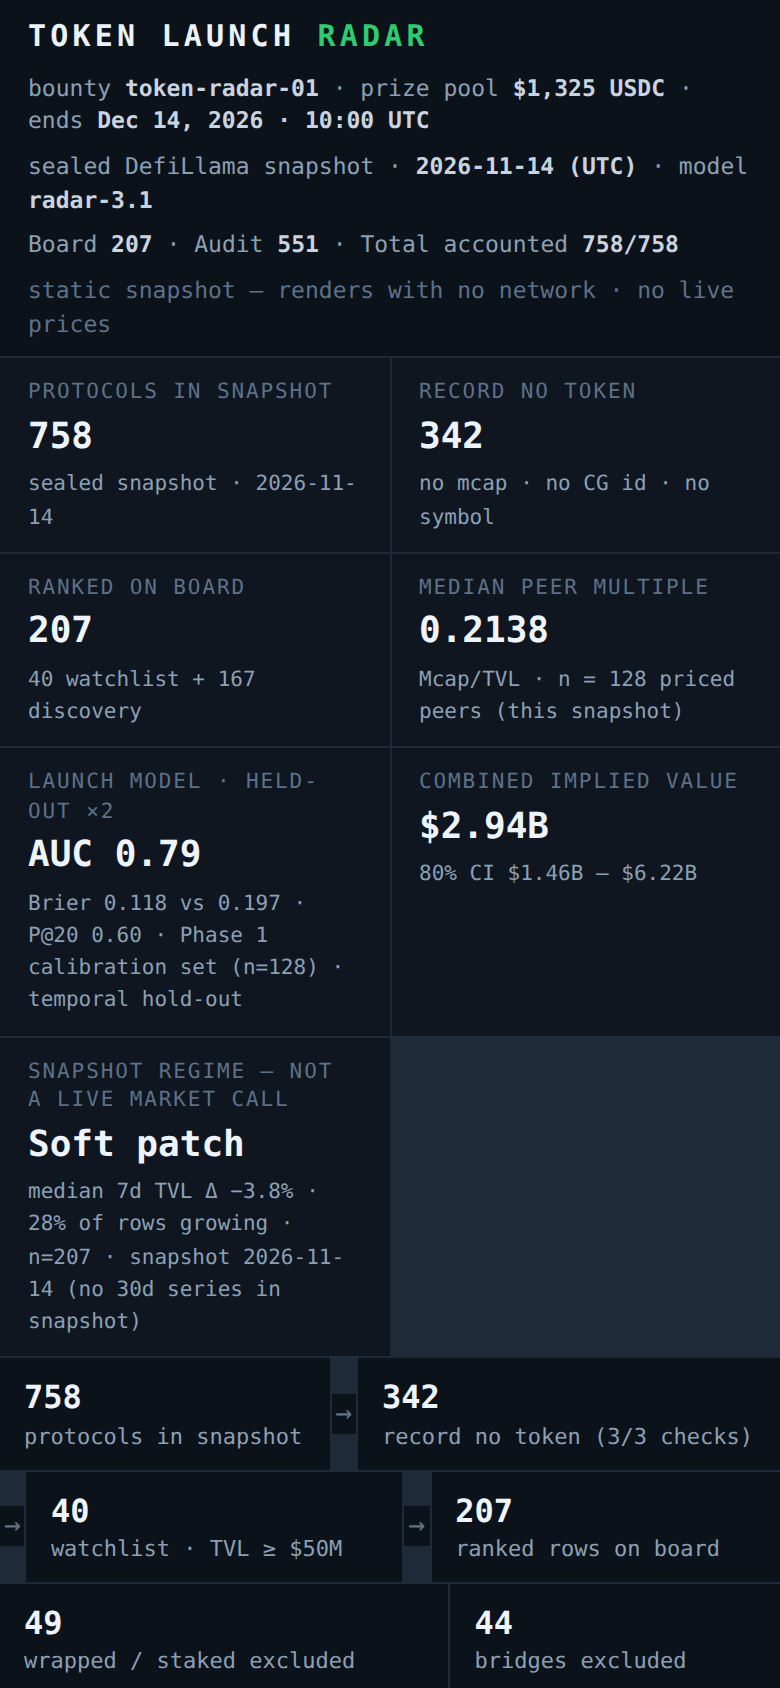 TOKEN LAUNCH RADAR
bounty token-radar-01 · prize pool $1,325 USDC ·
ends Dec 14, 2026 · 10:00 UTC
sealed DefiLlama snapshot · 2026-11-14 (UTC) · model
radar-3.1
Board 207 · Audit 551 · Total accounted 758/758
static snapshot — renders with no network · no live
prices
PROTOCOLS IN SNAPSHOT
758
sealed snapshot · 2026-11-
14
RECORD NO TOKEN
342
no mcap · no CG id · no
symbol
RANKED ON BOARD
207
40 watchlist + 167
discovery
MEDIAN PEER MULTIPLE
0.2138
Mcap/TVL · n = 128 priced
peers (this snapshot)
LAUNCH MODEL · HELD-
OUT ×2
AUC 0.79
Brier 0.118 vs 0.197 ·
P@20 0.60 · Phase 1
calibration set (n=128) ·
temporal hold-out
COMBINED IMPLIED VALUE
$2.94B
80% CI $1.46B – $6.22B
SNAPSHOT REGIME — NOT
A LIVE MARKET CALL
Soft patch
median 7d TVL Δ −3.8% ·
28% of rows growing ·
n=207 · snapshot 2026-11-
14 (no 30d series in
snapshot)
758
protocols in snapshot
→
342
record no token (3/3 checks)
→
40
watchlist · TVL ≥ $50M
→
207
ranked rows on board
49
wrapped / staked excluded
44
bridges excluded